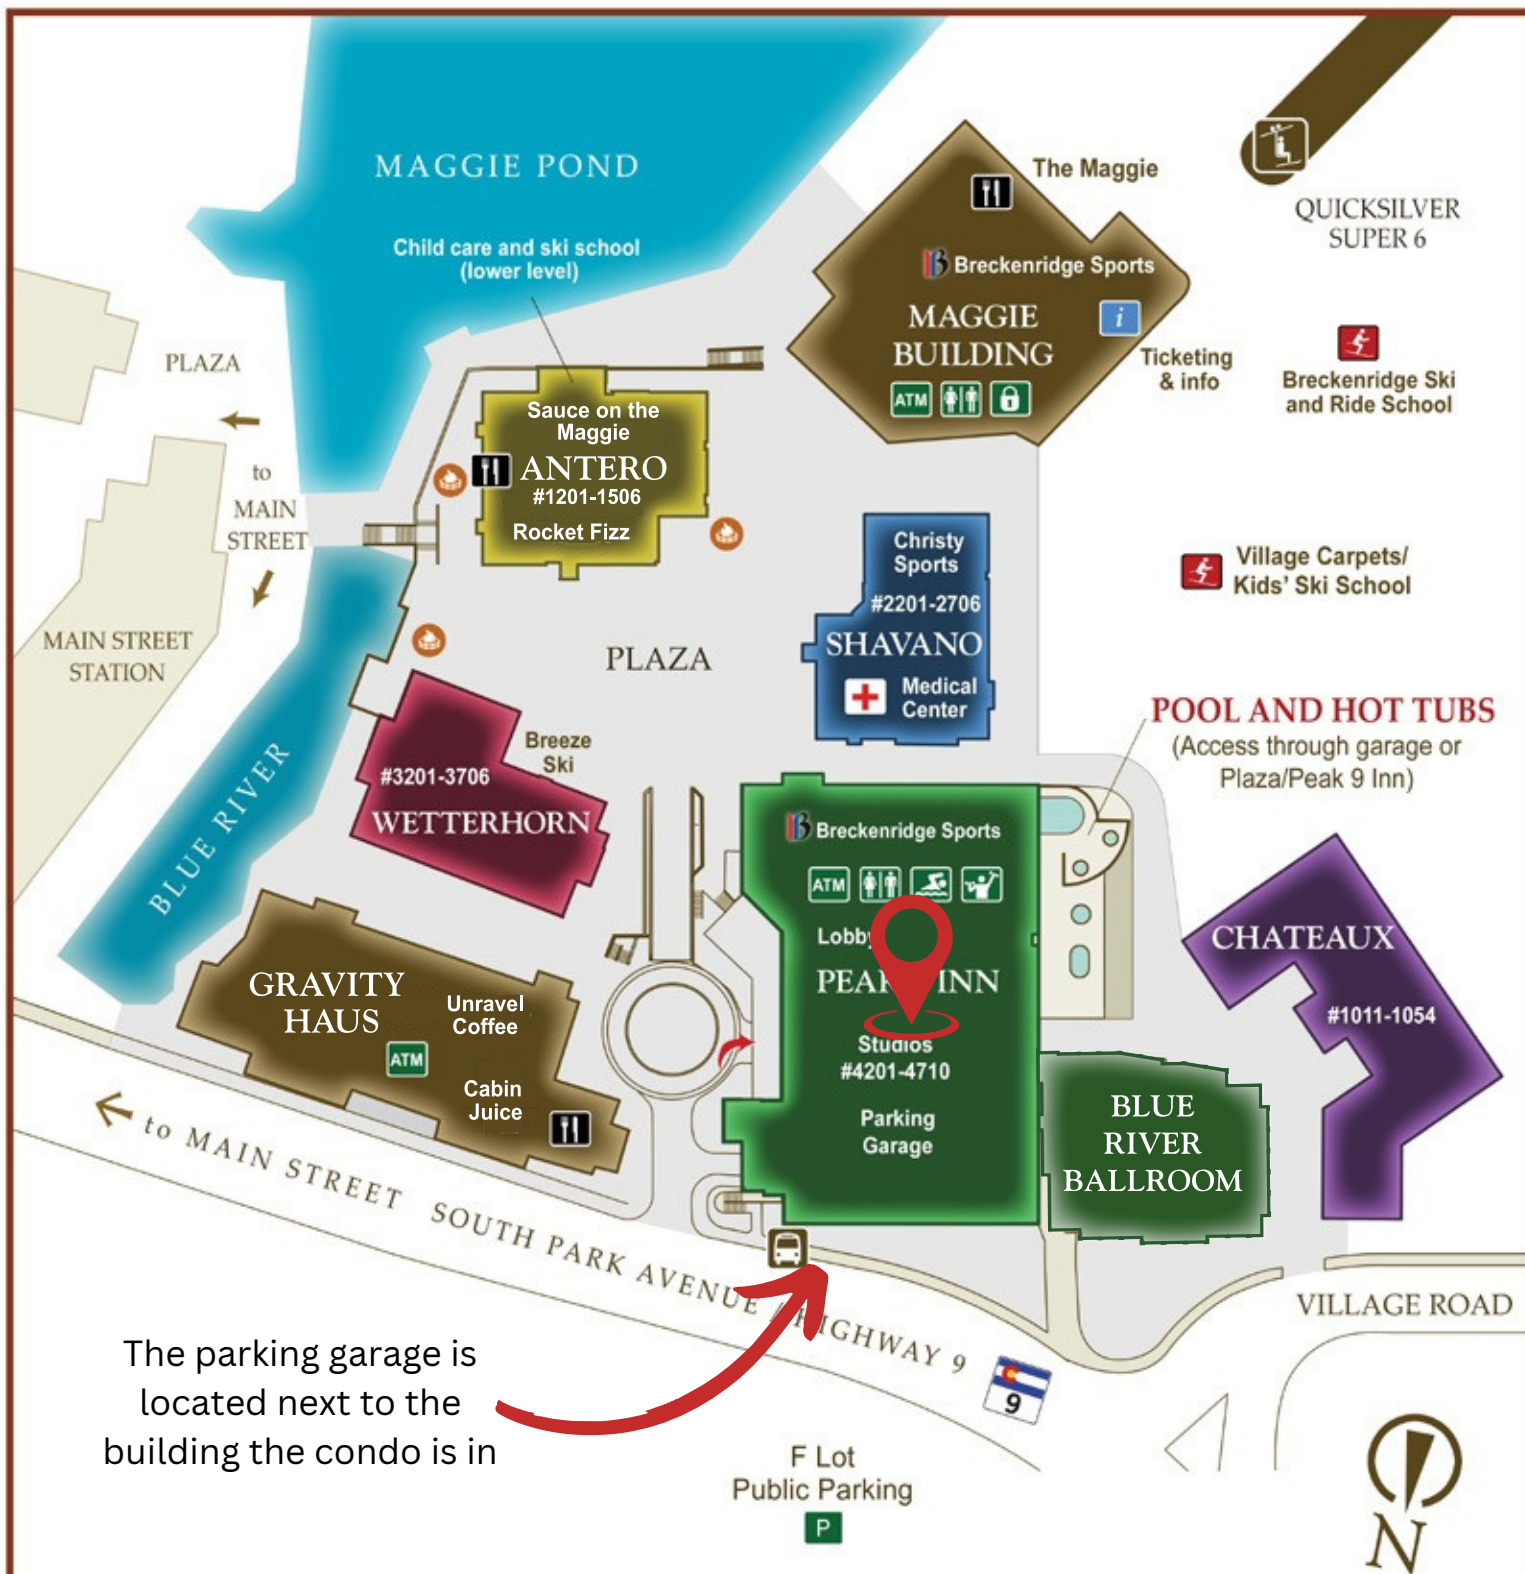 MAGGIE POND
Child care and ski school
(lower level)
The Maggie
B Breckenridge Sports
MAGGIE
BUILDING
i
Ticketing
& info
ATM
QUICKSILVER
SUPER 6
Breckenridge Ski
and Ride School
PLAZA
to
MAIN
STREET
MAIN STREET
STATION
Sauce on the
Maggie
ANTERO
#1201-1506
Rocket Fizz
Christy
Sports
#2201-2706
SHAVANO
Medical
Center
Village Carpets/
Kids' Ski School
PLAZA
POOL AND HOT TUBS
(Access through garage or
Plaza/Peak 9 Inn)
BLUE RIVER
Breeze
Ski
#3201-3706
WETTERHORN
B Breckenridge Sports
ATM
Lobby
PEAK INN
Studios
#4201-4710
Parking
Garage
CHATEAUX
#1011-1054
GRAVITY
HAUS
Unravel
Coffee
ATM
Cabin
Juice
BLUE
RIVER
BALLROOM
to MAIN STREET
SOUTH PARK AVENUE / HIGHWAY 9
9
VILLAGE ROAD
The parking garage is
located next to the
building the condo is in
F Lot
Public Parking
P
N